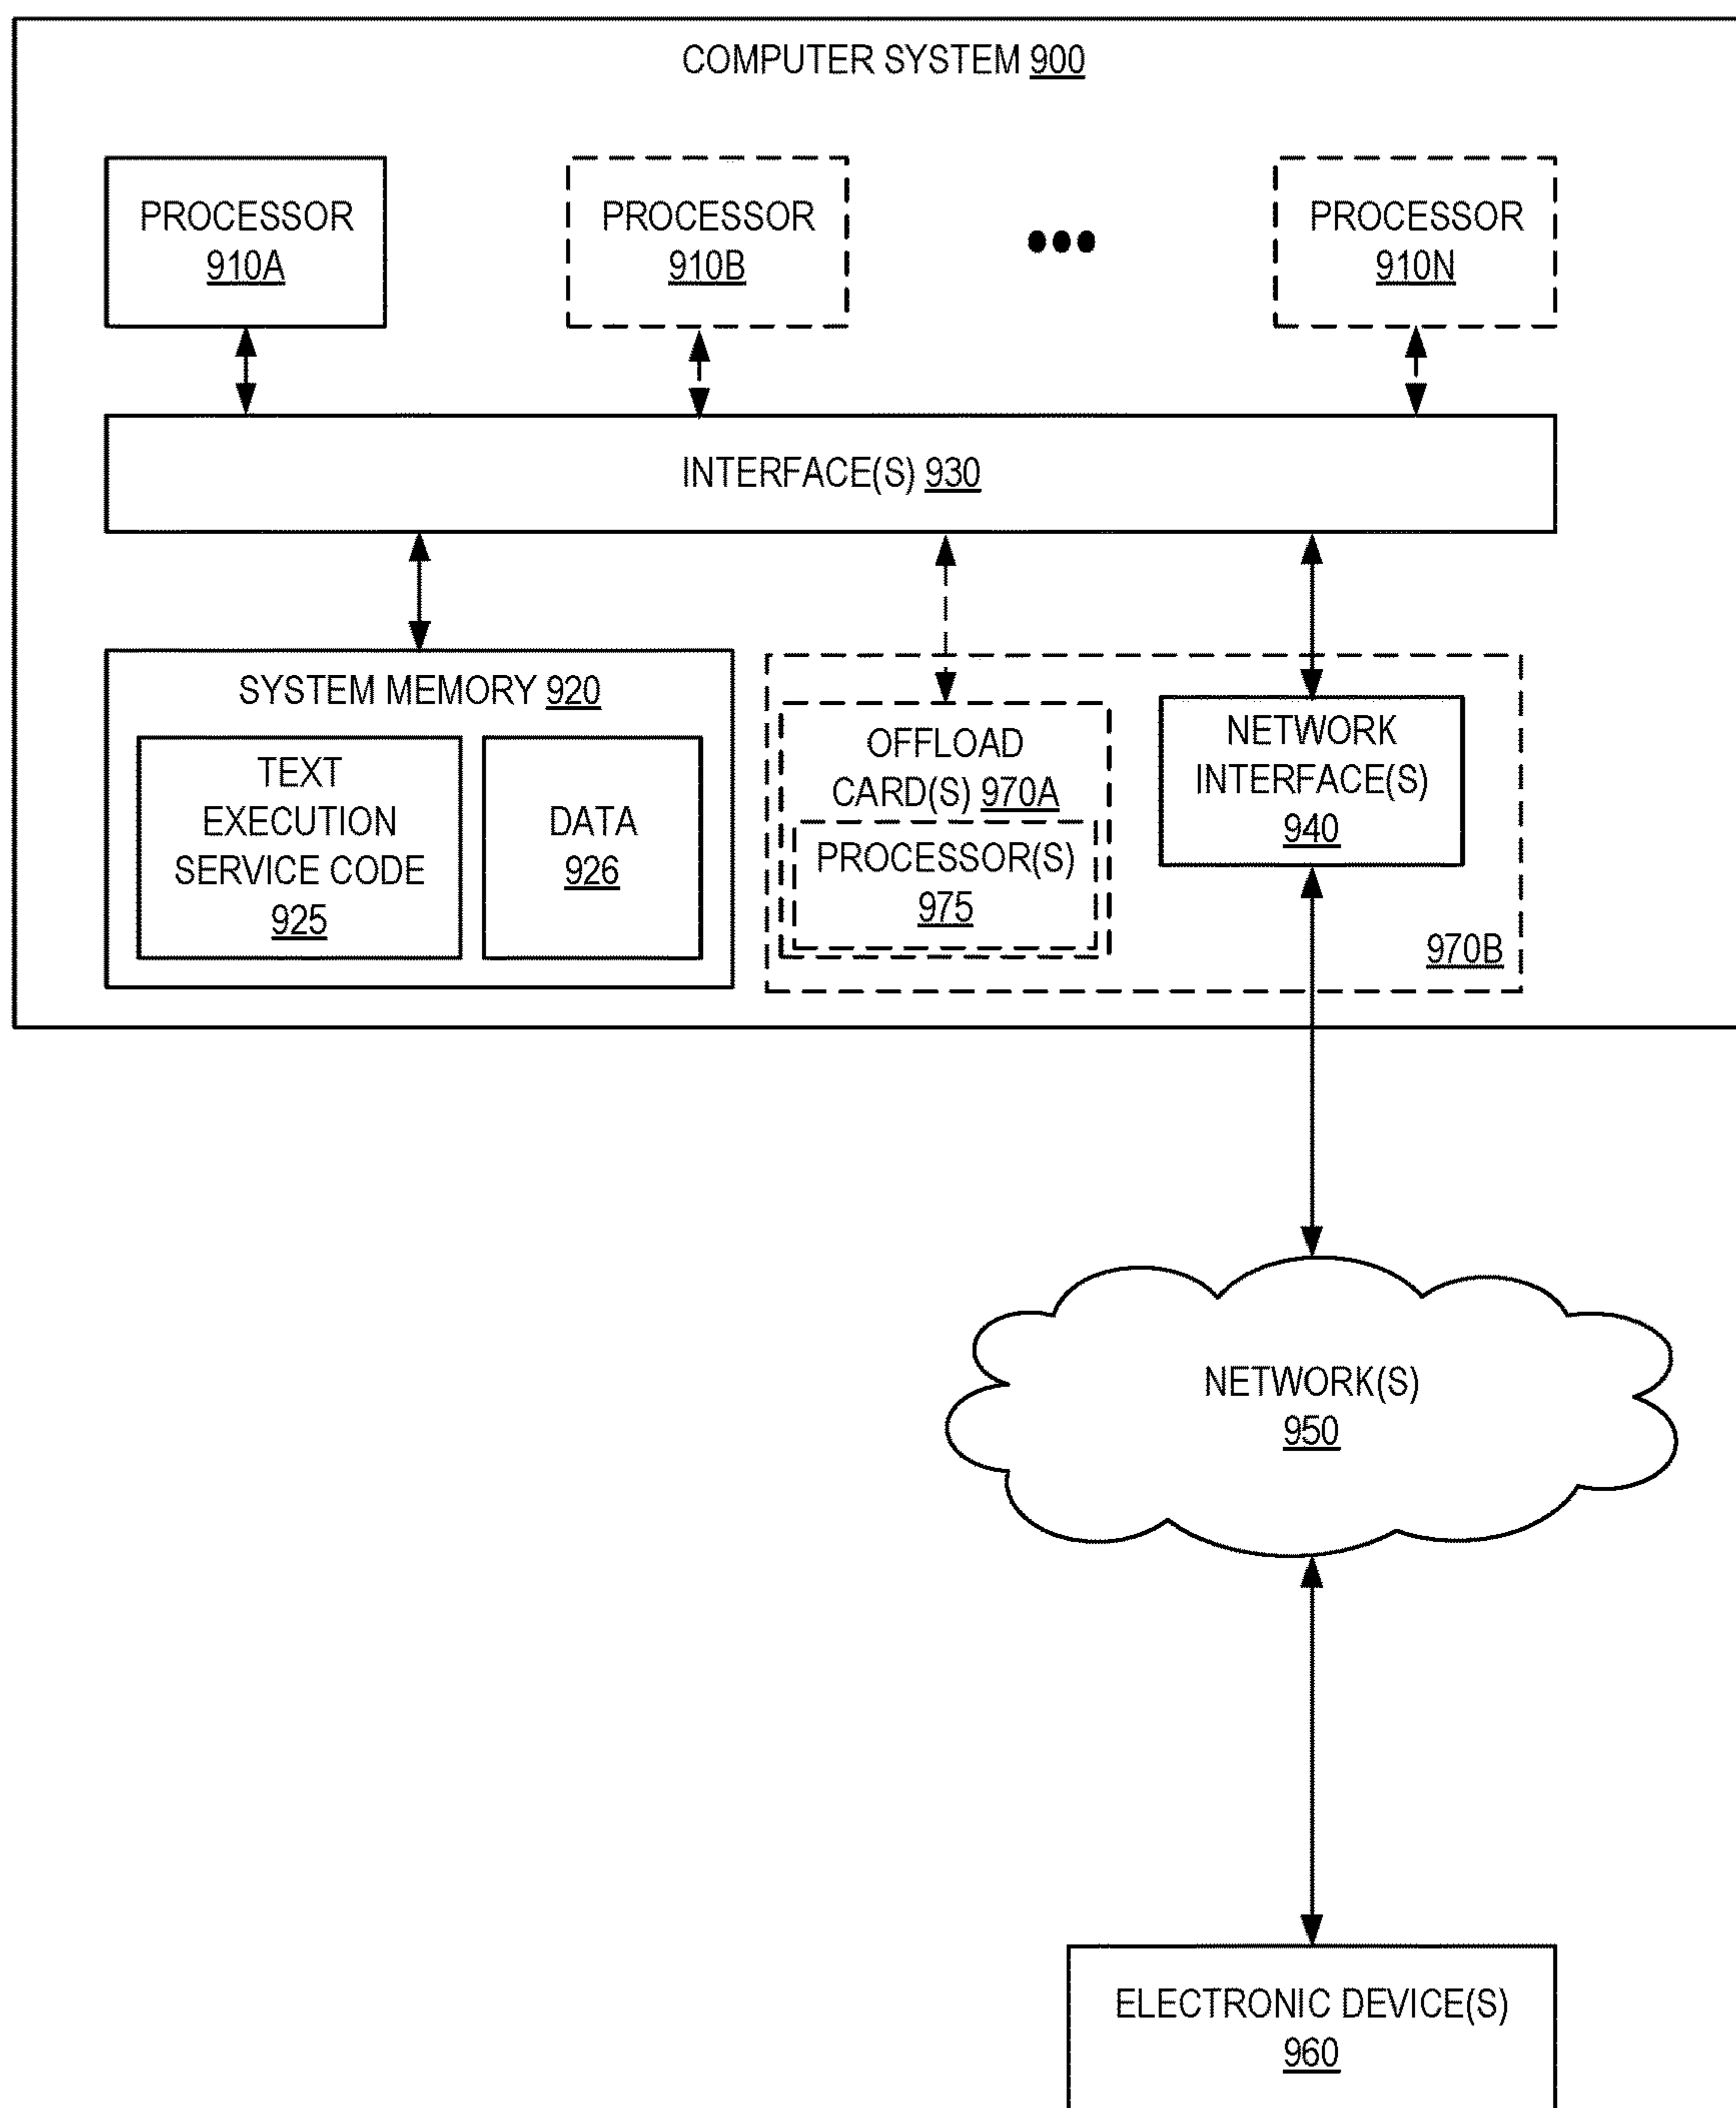 COMPUTER SYSTEM 900
PROCESSOR
910A
PROCESSOR
910B
PROCESSOR
910N
INTERFACE(S) 930
SYSTEM MEMORY 920
TEXT
EXECUTION
SERVICE CODE
925
DATA
926
OFFLOAD
CARD(S) 970A
PROCESSOR(S)
975
NETWORK
INTERFACE(S)
940
970B
NETWORK(S)
950
ELECTRONIC DEVICE(S)
960